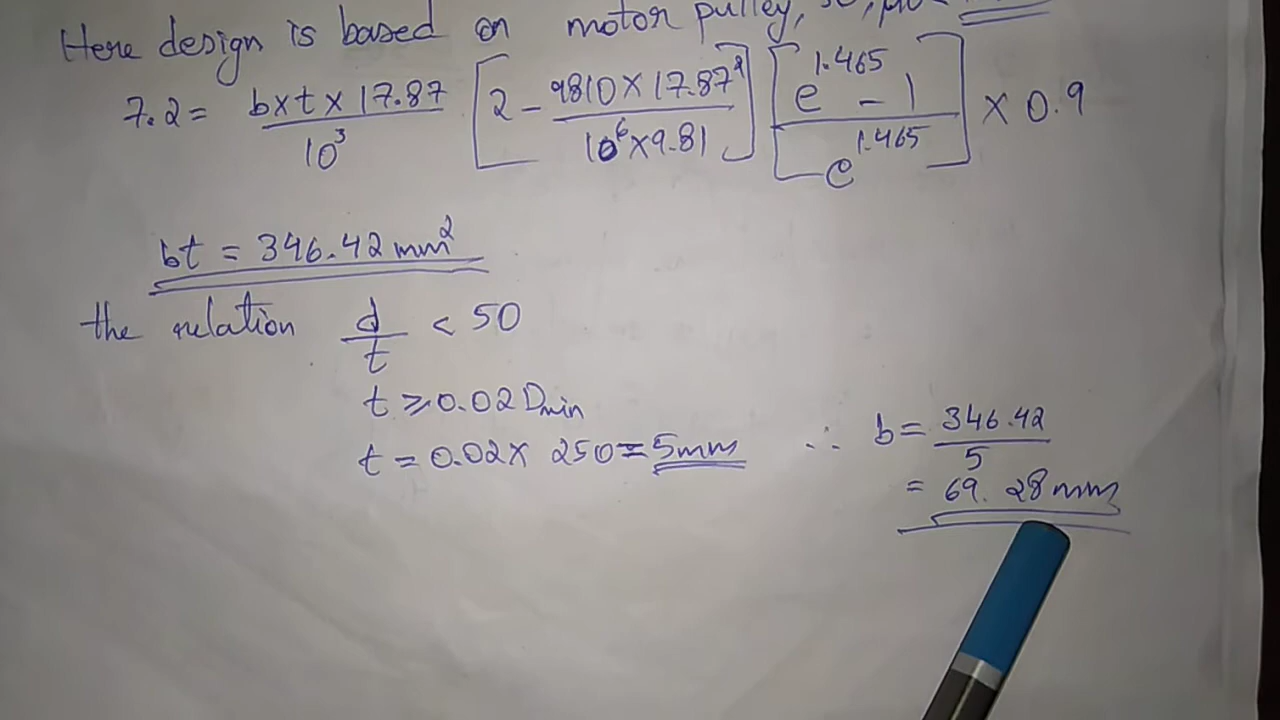 Here design is based on motor pulley,
7.2 = b×t×17.87/10³ [2 - 9810×17.87²/10⁶×9.81] [e^1.465 - 1/e^1.465] × 0.9
bt = 346.42 mm²
the relation d/t < 50
t ≥ 0.02 Dmin
t = 0.02× 250 = 5mm ∴ b = 346.42/5
= 69.28 mm